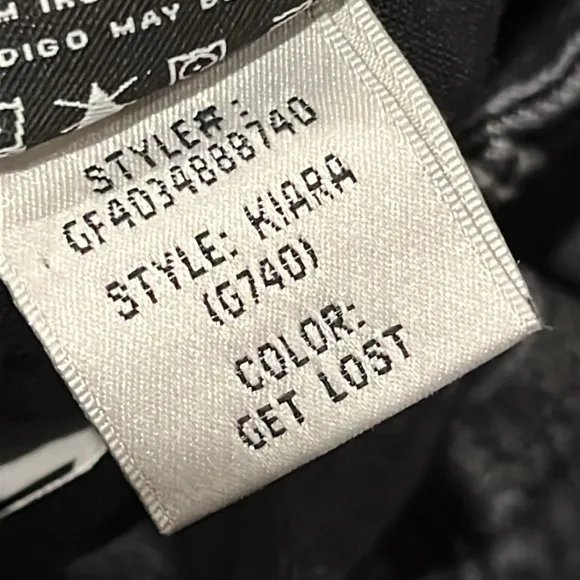 DIGO MAY
STYLE#:
GF4034888740
STYLE: KIARA
(G740)
COLOR:
GET LOST